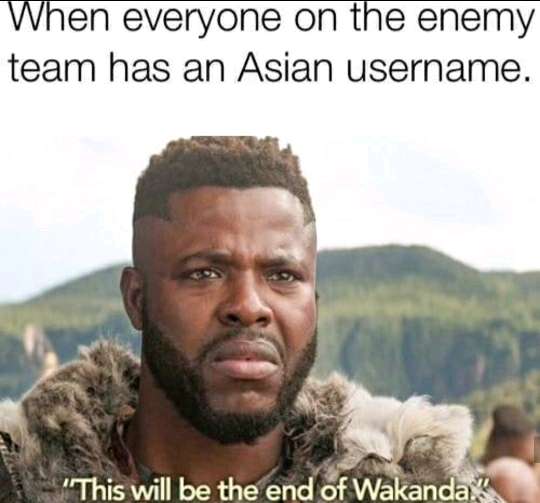 When everyone on the enemy
team has an Asian username.
"This will be the end of Wakanda."